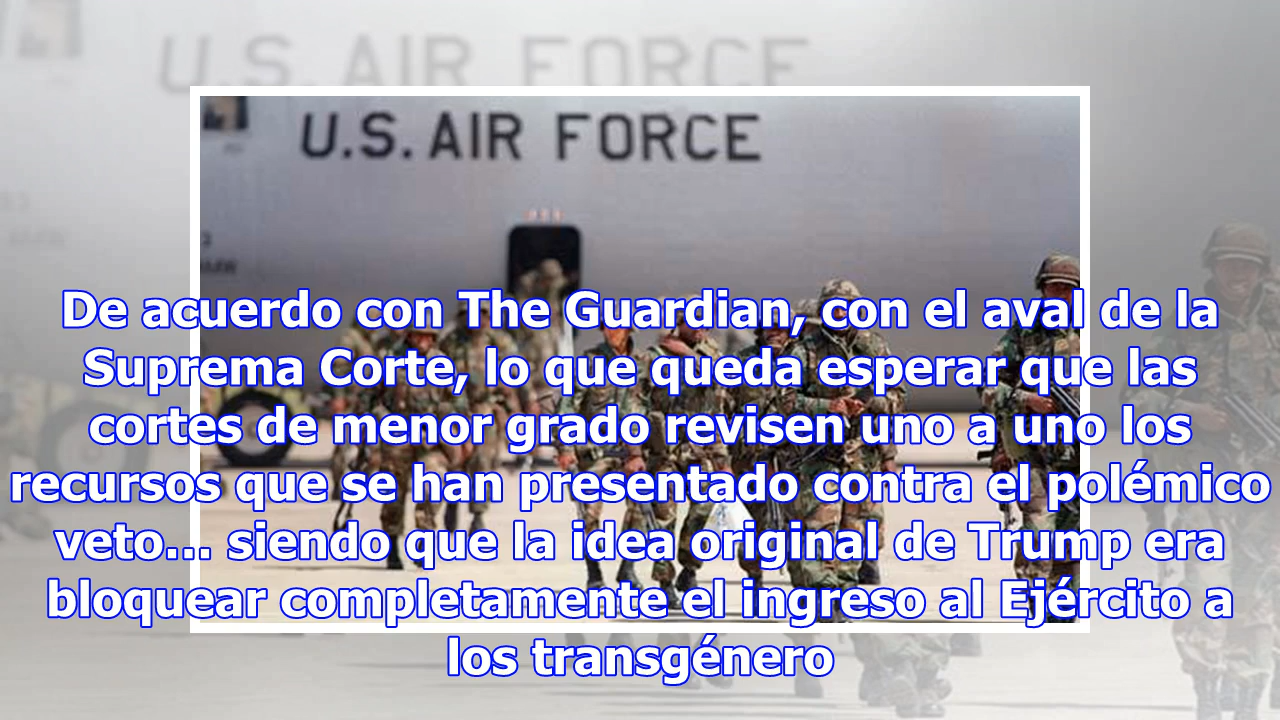 U.S. AIR FORCE
U.S. AIR FORCE
De acuerdo con The Guardian, con el aval de la
Suprema Corte, lo que queda esperar que las
cortes de menor grado revisen uno a uno los
recursos que se han presentado contra el polémico
veto... siendo que la idea original de Trump era
bloquear completamente el ingreso al Ejército a
los transgénero